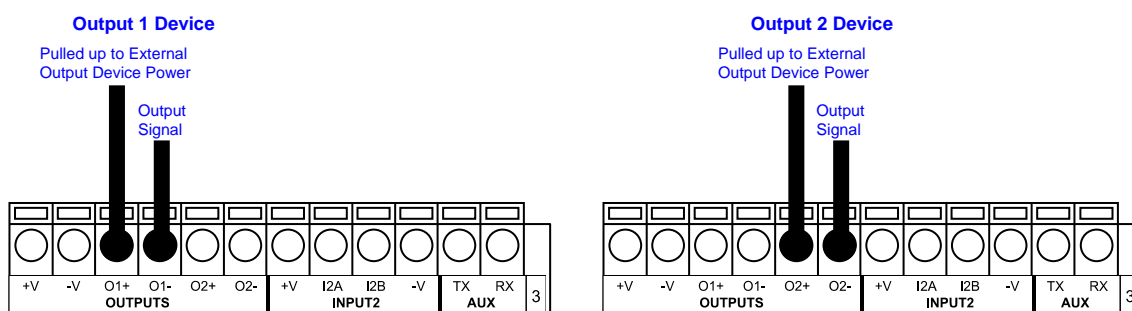 Output 1 Device
Pulled up to External
Output Device Power
Output
Signal
+V -V O1+ O1- O2+ O2- +V I2A I2B -V TX RX
OUTPUTS INPUT2 AUX 3
Output 2 Device
Pulled up to External
Output Device Power
Output
Signal
+V -V O1+ O1- O2+ O2- +V I2A I2B -V TX RX
OUTPUTS INPUT2 AUX 3